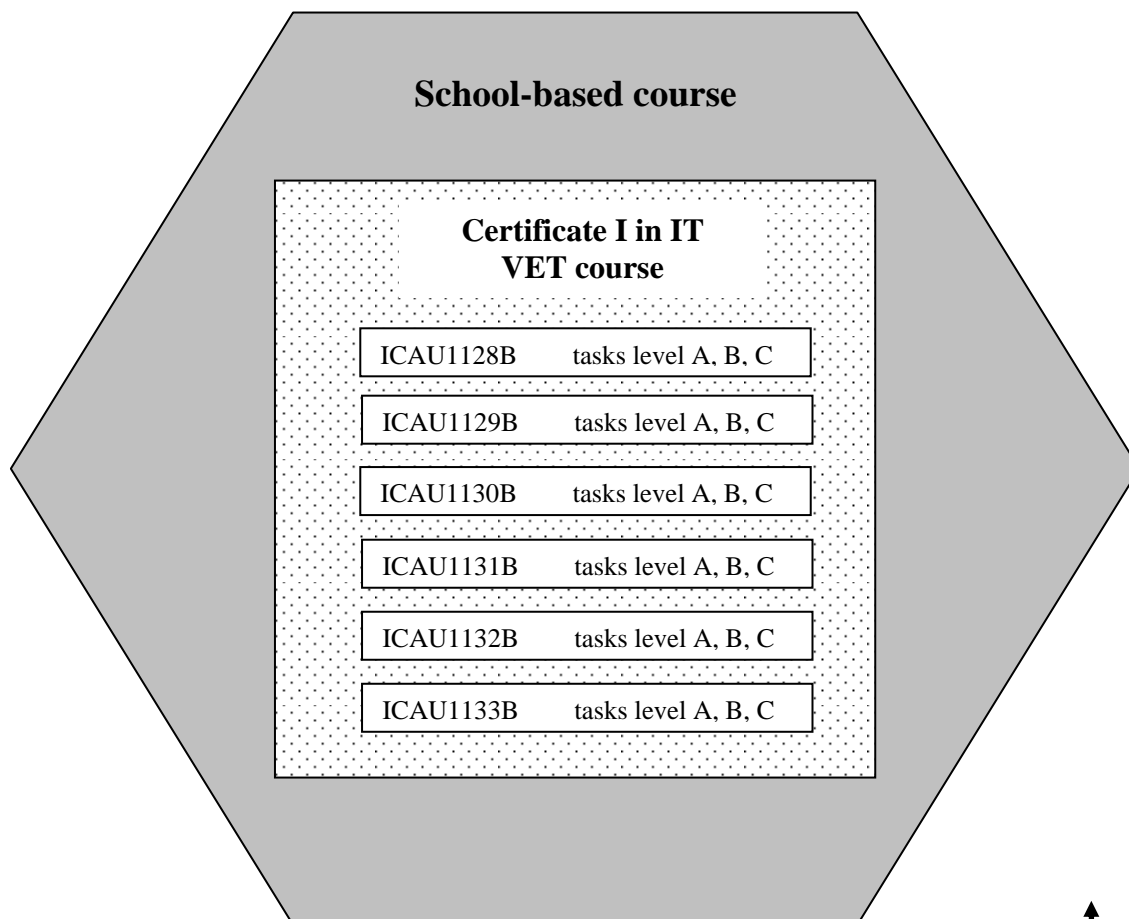 School-based course
Certificate I in IT
VET course
ICAU1128B tasks level A, B, C
ICAU1129B tasks level A, B, C
ICAU1130B tasks level A, B, C
ICAU1131B tasks level A, B, C
ICAU1132B tasks level A, B, C
ICAU1133B tasks level A, B, C